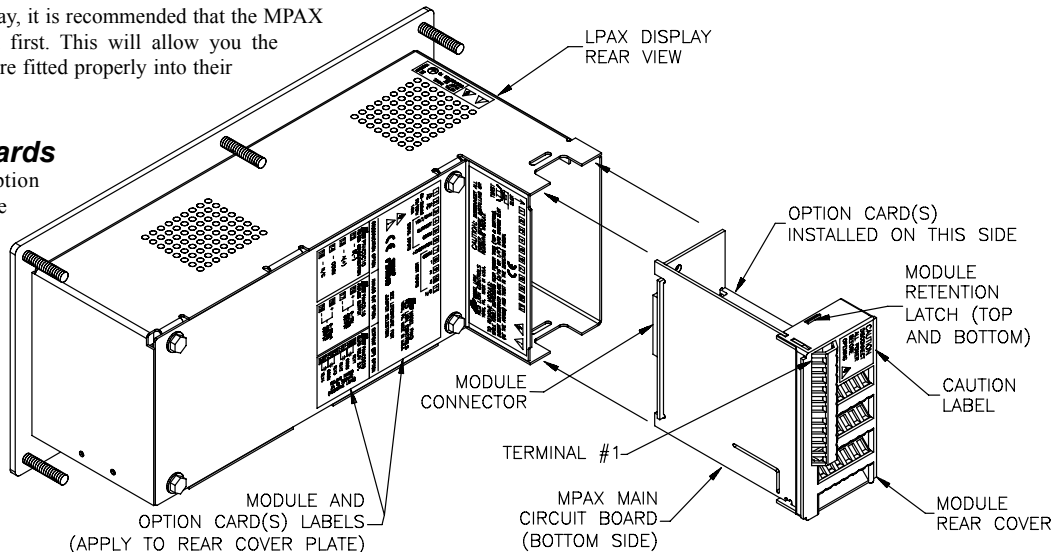 ay, it is recommended that the MPAX
first. This will allow you the
re fitted properly into their
ards
ption
e
LPAX DISPLAY
REAR VIEW
OPTION CARD(S)
INSTALLED ON THIS SIDE
MODULE
RETENTION
LATCH (TOP
AND BOTTOM)
MODULE
CONNECTOR
CAUTION
LABEL
TERMINAL #1
MODULE AND
OPTION CARD(S) LABELS
(APPLY TO REAR COVER PLATE)
MPAX MAIN
CIRCUIT BOARD
(BOTTOM SIDE)
MODULE
REAR COVER